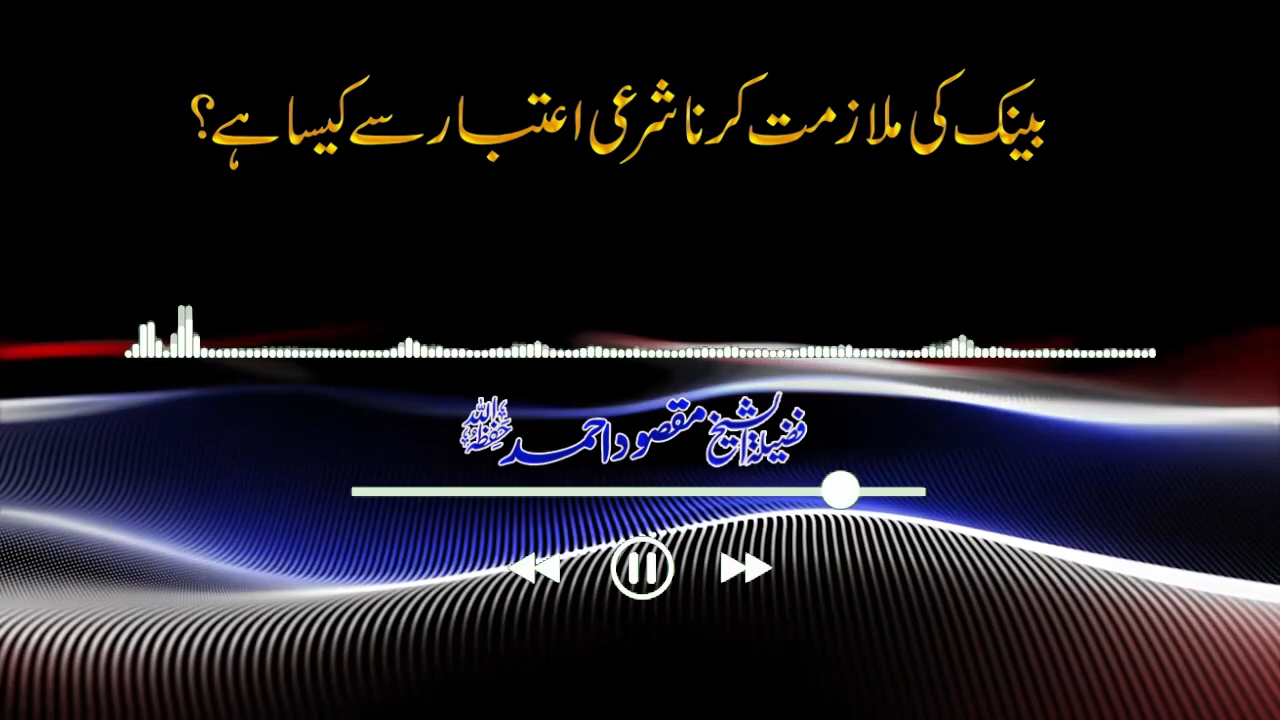 بینک کی ملازمت کرنا شرعی اعتبار سے کیسا ہے؟
فضیلۃ الشیخ مقصود احمد حفظہ اللہ